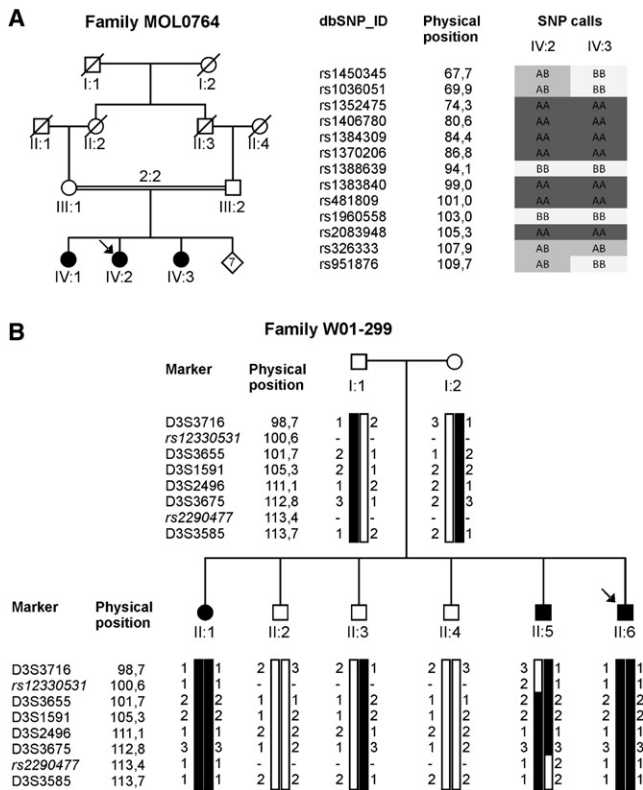 A
Family MOL0764
I:1 I:2
II:1 II:2 II:3 II:4
2:2
III:1 III:2
7
IV:1 IV:2 IV:3
dbSNP_ID Physical position SNP calls
IV:2 IV:3
rs1450345 67,7 AB BB
rs1036051 69,9 AB BB
rs1352475 74,3 AA AA
rs1406780 80,6 AA AA
rs1384309 84,4 AA AA
rs1370206 86,8 AA AA
rs1388639 94,1 BB BB
rs1383840 99,0 AA AA
rs481809 101,0 AA AA
rs1960558 103,0 BB BB
rs2083948 105,3 AA AA
rs326333 107,9 AB AB
rs951876 109,7 AB BB
B
Family W01-299
Marker Physical position
I:1 I:2
D3S3716 98,7 1 2 3 1
rs12330531 100,6 - - - -
D3S3655 101,7 2 1 1 2
D3S1591 105,3 2 1 2 2
D3S2496 111,1 1 2 2 1
D3S3675 112,8 3 1 2 3
rs2290477 113,4 - - - -
D3S3585 113,7 1 2 2 1
Marker Physical position
II:1 II:2 II:3 II:4 II:5 II:6
D3S3716 98,7 1 1 2 3 2 1 2 3 3 1 1 1
rs12330531 100,6 1 1 - - - - - - 2 1 1 1
D3S3655 101,7 2 2 1 1 1 2 1 1 2 2 2 2
D3S1591 105,3 2 2 1 2 1 2 1 2 2 2 2 2
D3S2496 111,1 1 1 2 2 2 1 2 2 1 1 1 1
D3S3675 112,8 3 3 1 2 1 3 1 2 3 3 3 3
rs2290477 113,4 1 1 - - - - - - 1 2 1 1
D3S3585 113,7 1 1 2 2 2 1 2 2 1 2 1 1